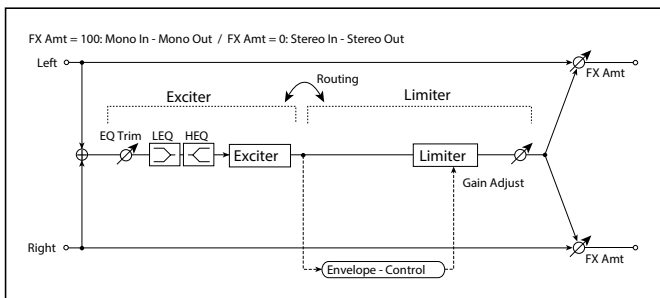 FX Amt = 100: Mono In - Mono Out / FX Amt = 0: Stereo In - Stereo Out
Left
FX Amt
Routing
Exciter
Limiter
EQ Trim
LEQ
HEQ
Exciter
Limiter
Gain Adjust
Right
FX Amt
Envelope - Control